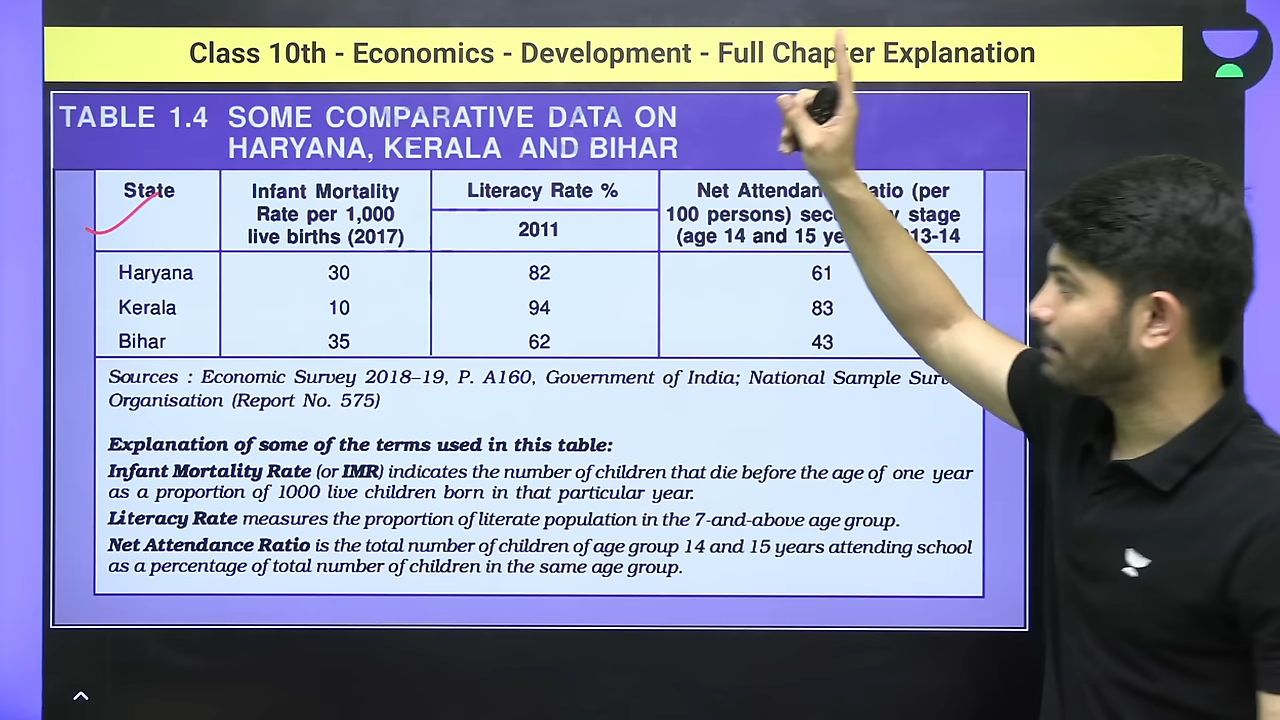 Class 10th - Economics - Development - Full Chapter Explanation
TABLE 1.4 SOME COMPARATIVE DATA ON
HARYANA, KERALA AND BIHAR
State
Infant Mortality
Rate per 1,000
live births (2017)
Literacy Rate %
2011
Net Attendan atio (per
100 persons) sec y stage
(age 14 and 15 ye 13-14
Haryana 30 82 61
Kerala 10 94 83
Bihar 35 62 43
Sources : Economic Survey 2018–19, P. A160, Government of India; National Sample Sur
Organisation (Report No. 575)
Explanation of some of the terms used in this table:
Infant Mortality Rate (or IMR) indicates the number of children that die before the age of one year
as a proportion of 1000 live children born in that particular year.
Literacy Rate measures the proportion of literate population in the 7-and-above age group.
Net Attendance Ratio is the total number of children of age group 14 and 15 years attending school
as a percentage of total number of children in the same age group.